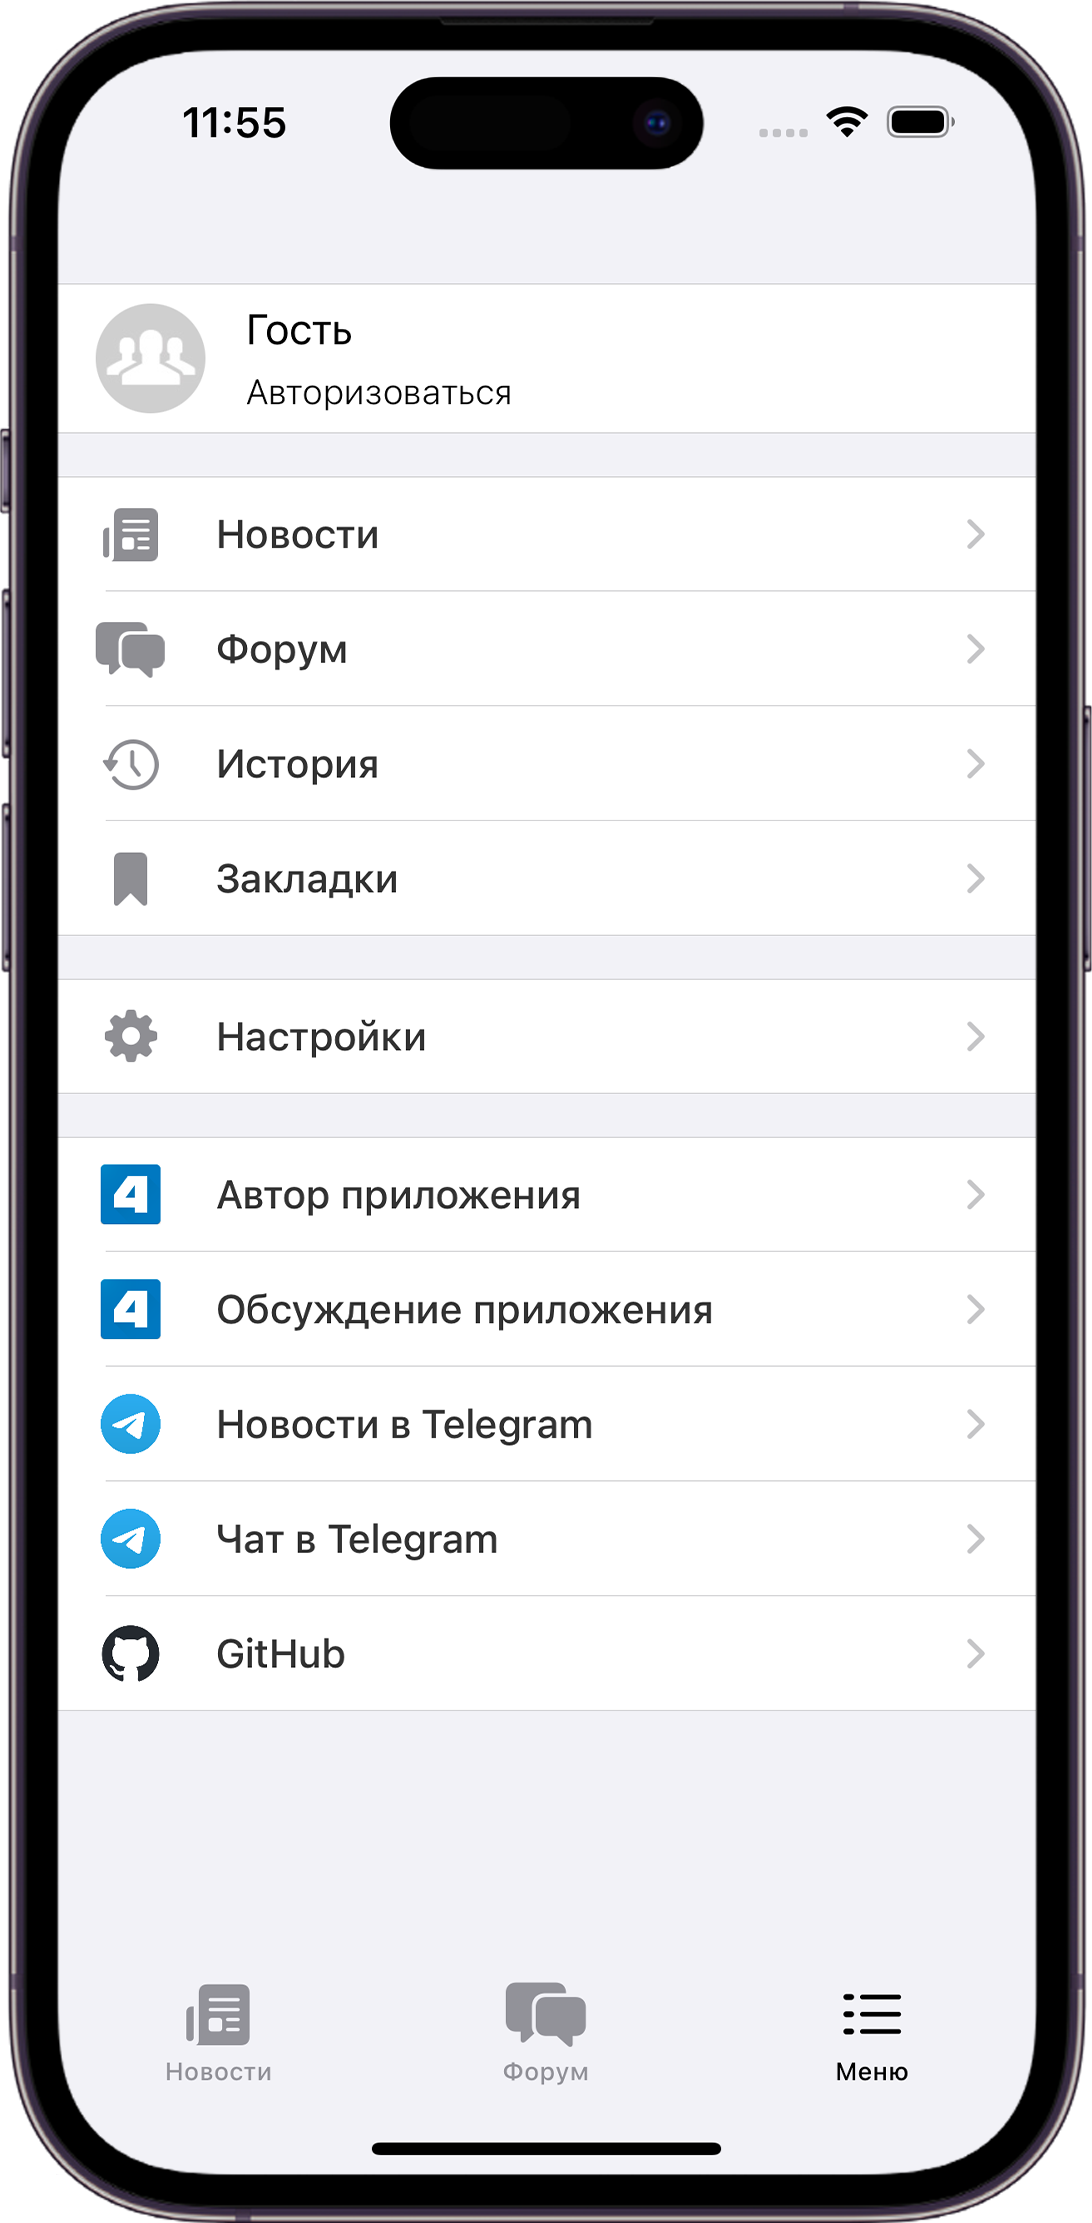 11:55
Гость
Авторизоваться
Новости
Форум
История
Закладки
Настройки
4 Автор приложения
4 Обсуждение приложения
Новости в Telegram
Чат в Telegram
GitHub
Новости Форум Меню